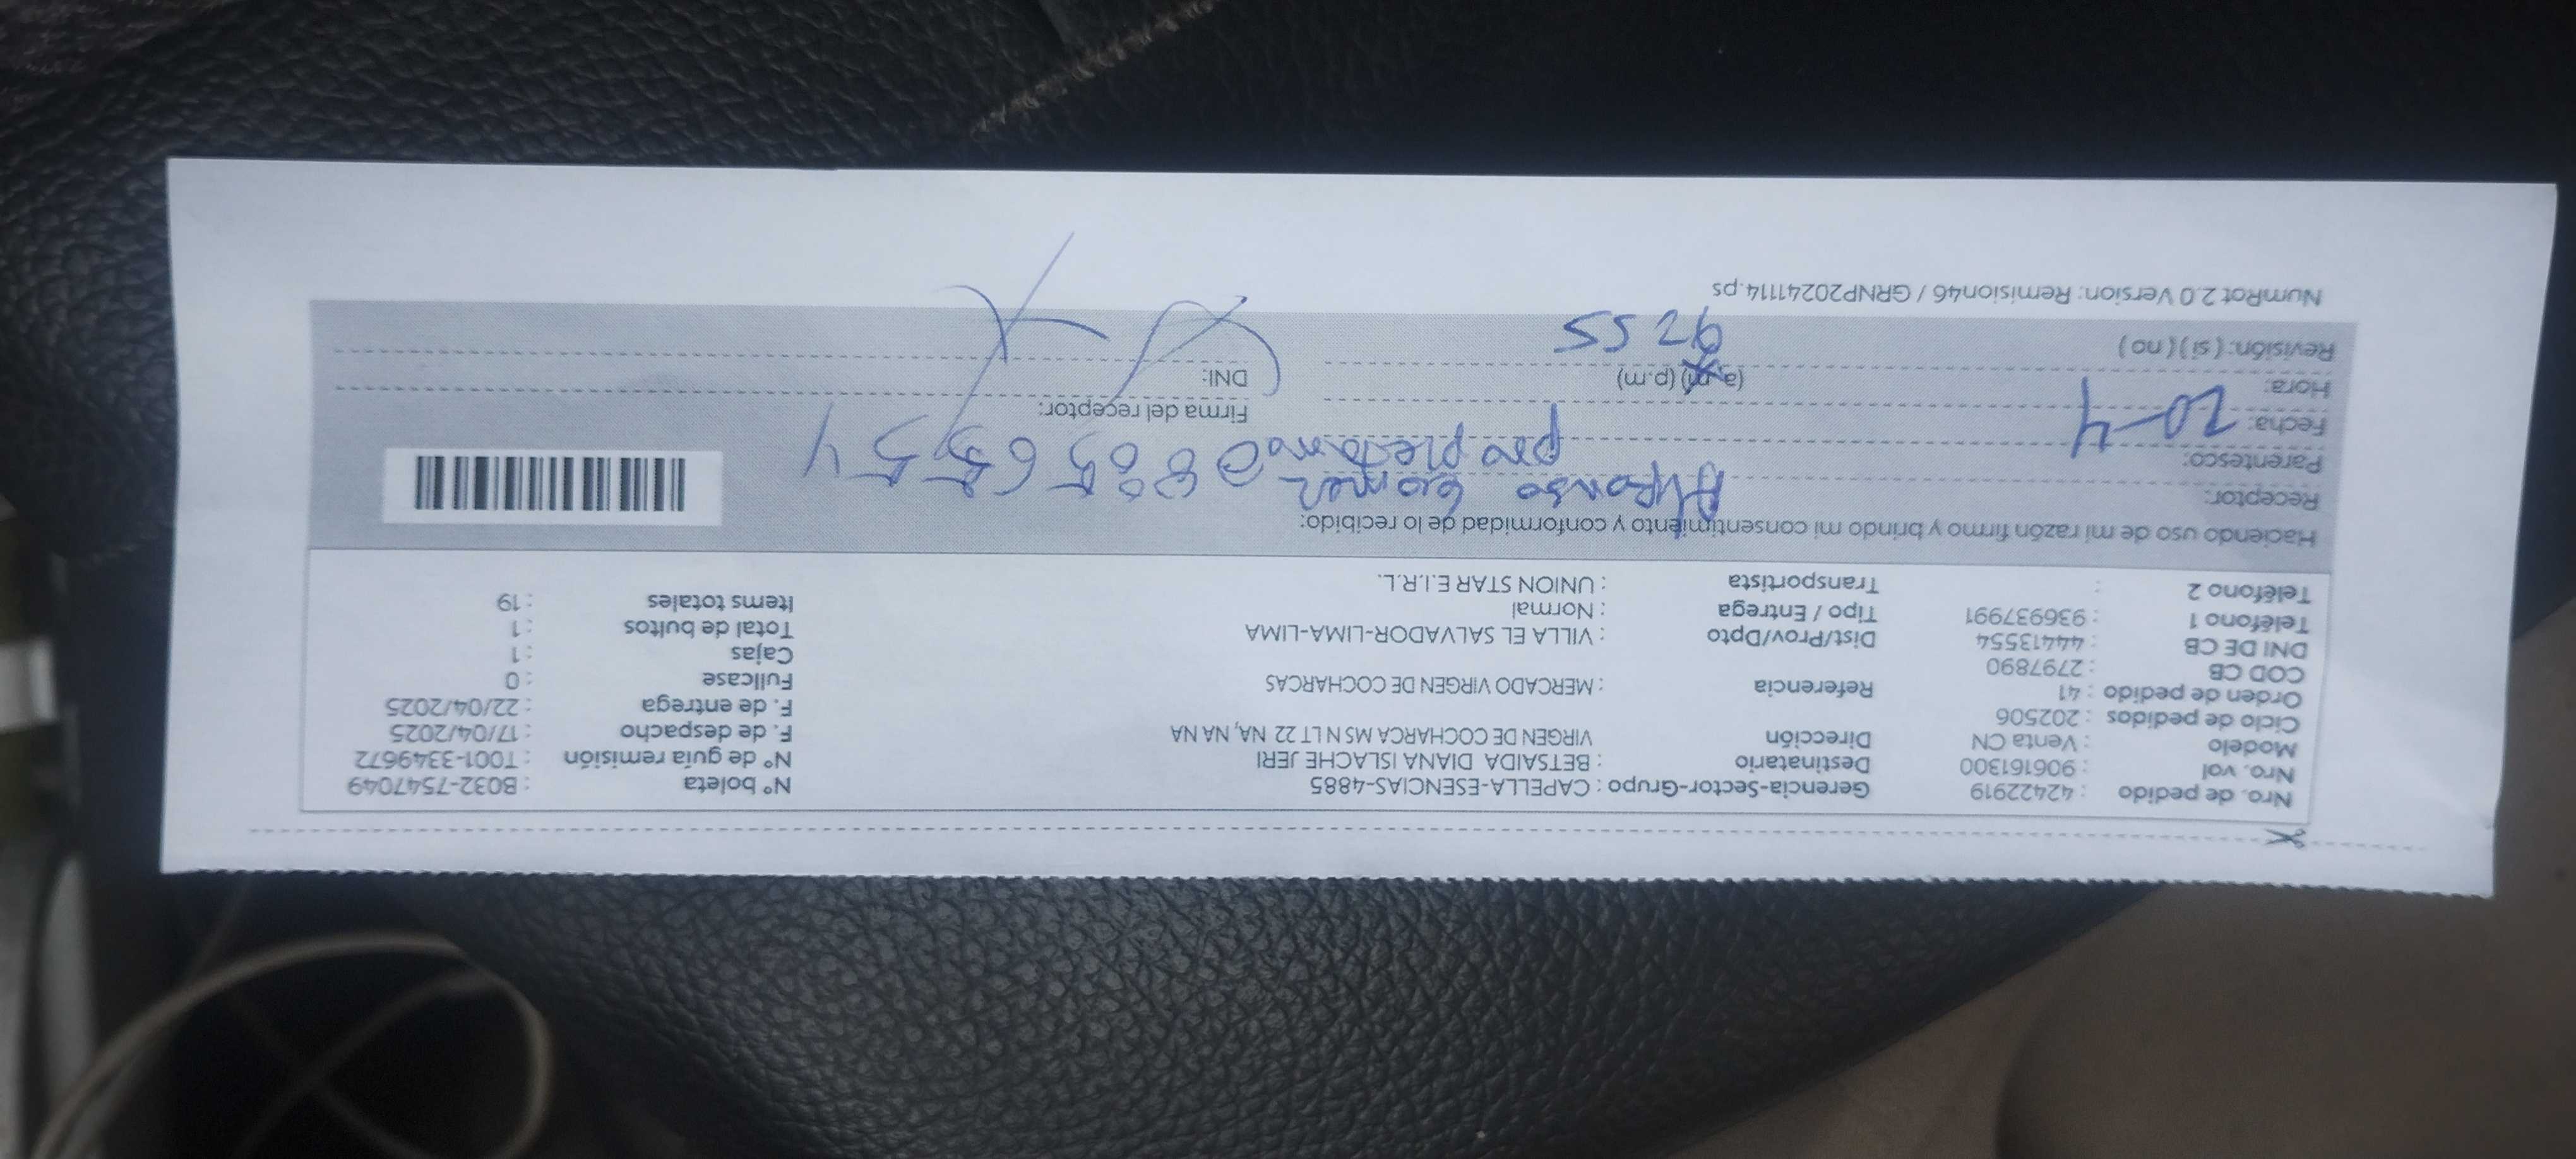 Nro. de pedido : 42422919 Gerencia-Sector-Grupo : CAPELLA-ESENCIAS-4885 N° boleta : B032-7547049
Nro. vol : 906161300 Destinatario : BETSAIDA DIANA ISLACHE JERI N° de guía remisión : T001-3349672
Modelo : Venta CN Dirección VIRGEN DE COCHARCA MS N LT 22 NA, NA NA F. de despacho : 17/04/2025
Ciclo de pedidos : 202506 F. de entrega : 22/04/2025
Orden de pedido : 41 Referencia : MERCADO VIRGEN DE COCHARCAS Fullcase : 0
COD CB : 2797890 Cajas : 1
DNI DE CB : 44413554 Dist/Prov/Dpto : VILLA EL SALVADOR-LIMA-LIMA Total de bultos : 1
Teléfono 1 : 936937991 Tipo / Entrega : Normal Items totales : 19
Teléfono 2 : Transportista : UNION STAR E.I.R.L.
Haciendo uso de mi razón firmo y brindo mi consentimiento y conformidad de lo recibido:
Receptor: Alfonso Gomez
Parentesco: propietario
Fecha: 20-4 Firma del receptor:
Hora: (a.m) (p.m) DNI:
9255
Revisión: ( si ) ( no )
NumRot 2.0 Version: Remision46 / GRNP20241114.ps